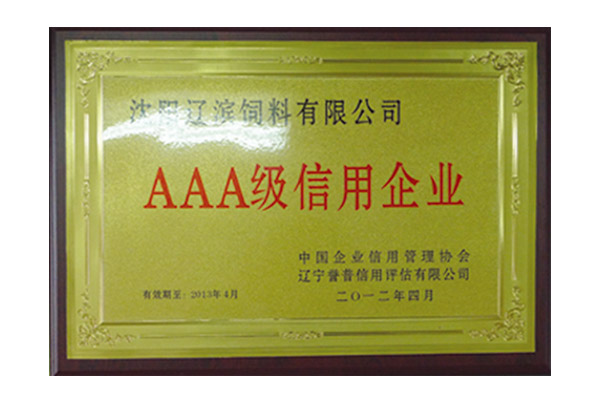 沈阳辽滨饲料有限公司
AAA级信用企业
中国企业信用管理协会
辽宁誉普信用评估有限公司
有效期至：2013年4月
二〇一二年四月